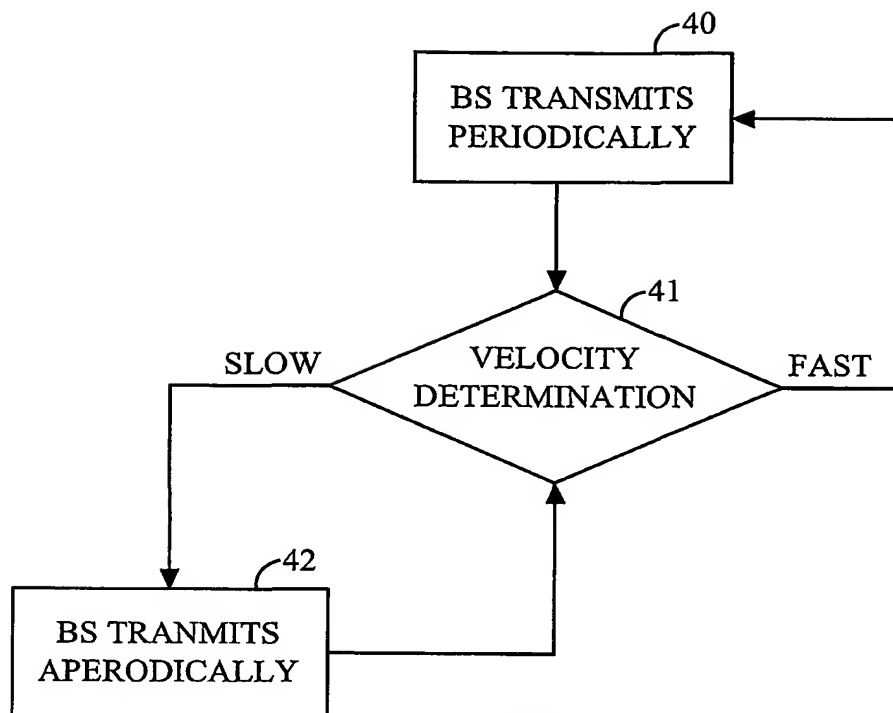 40
BS TRANSMITS
PERIODICALLY
41
SLOW
VELOCITY
DETERMINATION
FAST
42
BS TRANMITS
APERODICALLY